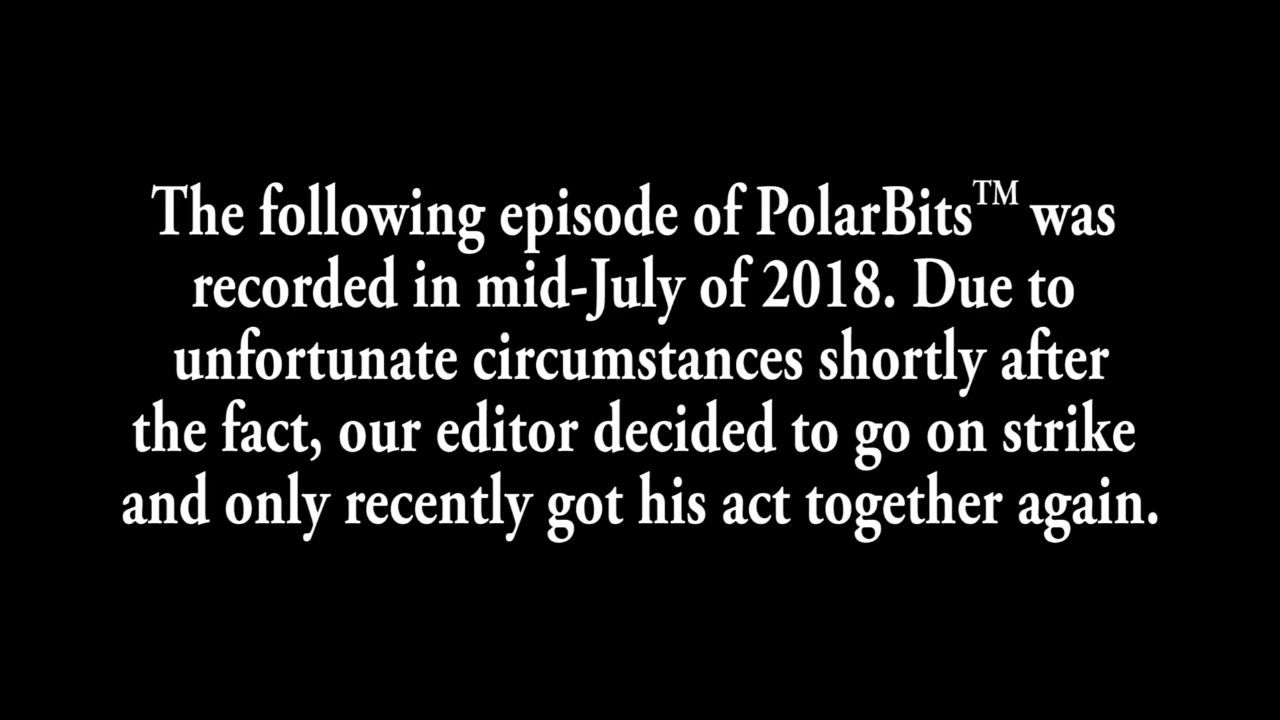 The following episode of PolarBits™ was
recorded in mid-July of 2018. Due to
unfortunate circumstances shortly after
the fact, our editor decided to go on strike
and only recently got his act together again.